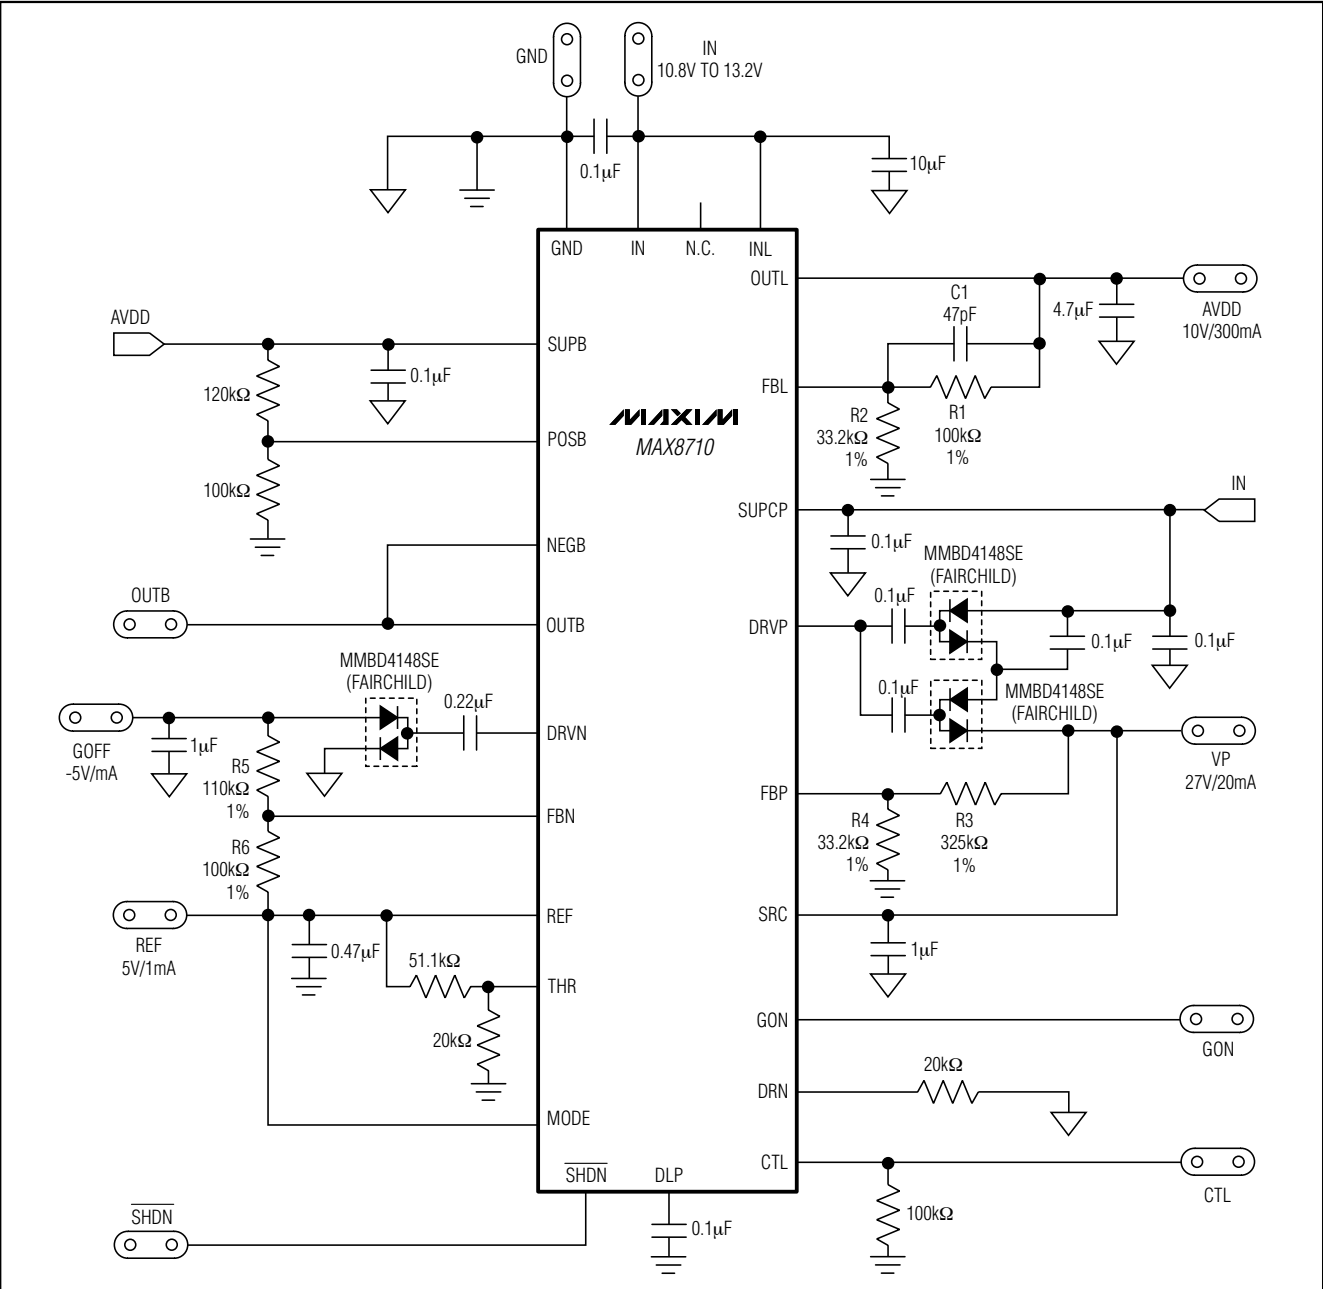 GND
IN
10.8V TO 13.2V
0.1µF
10µF
GND
IN
N.C.
INL
OUTL
AVDD
SUPB
0.1µF
120kΩ
POSB
100kΩ
NEGB
OUTB
OUTB
MAXIM
MAX8710
C1
47pF
4.7µF
AVDD
10V/300mA
FBL
R2
33.2kΩ
1%
R1
100kΩ
1%
SUPCP
IN
0.1µF
MMBD4148SE
(FAIRCHILD)
0.1µF
DRVP
0.1µF
0.1µF
0.1µF
MMBD4148SE
(FAIRCHILD)
VP
27V/20mA
MMBD4148SE
(FAIRCHILD)
0.22µF
DRVN
GOFF
-5V/mA
1µF
R5
110kΩ
1%
FBN
R6
100kΩ
1%
FBP
R4
33.2kΩ
1%
R3
325kΩ
1%
REF
REF
5V/1mA
0.47µF
51.1kΩ
THR
20kΩ
SRC
1µF
GON
GON
20kΩ
DRN
MODE
CTL
CTL
100kΩ
SHDN
DLP
0.1µF
SHDN